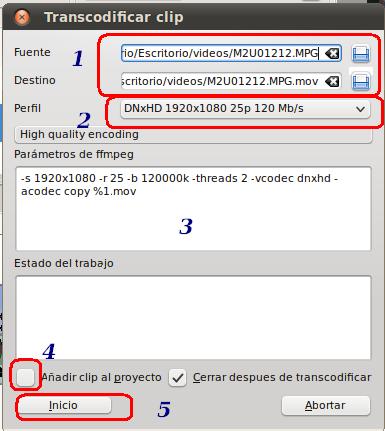 Transcodificar clip
Fuente io/Escritorio/videos/M2U01212.MPG
1
Destino scritorio/videos/M2U01212.MPG.mov
Perfil DNxHD 1920x1080 25p 120 Mb/s
2
High quality encoding
Parámetros de ffmpeg
-s 1920x1080 -r 25 -b 120000k -threads 2 -vcodec dnxhd -
acodec copy %1.mov
3
Estado del trabajo
4
Añadir clip al proyecto Cerrar despues de transcodificar
Inicio 5 Abortar